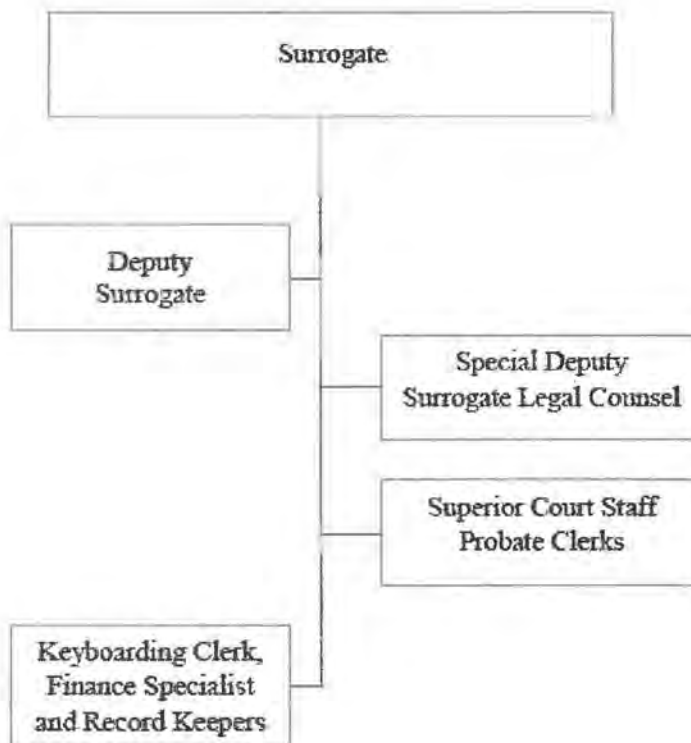 Surrogate
Deputy
Surrogate
Special Deputy
Surrogate Legal Counsel
Superior Court Staff
Probate Clerks
Keyboarding Clerk,
Finance Specialist
and Record Keepers